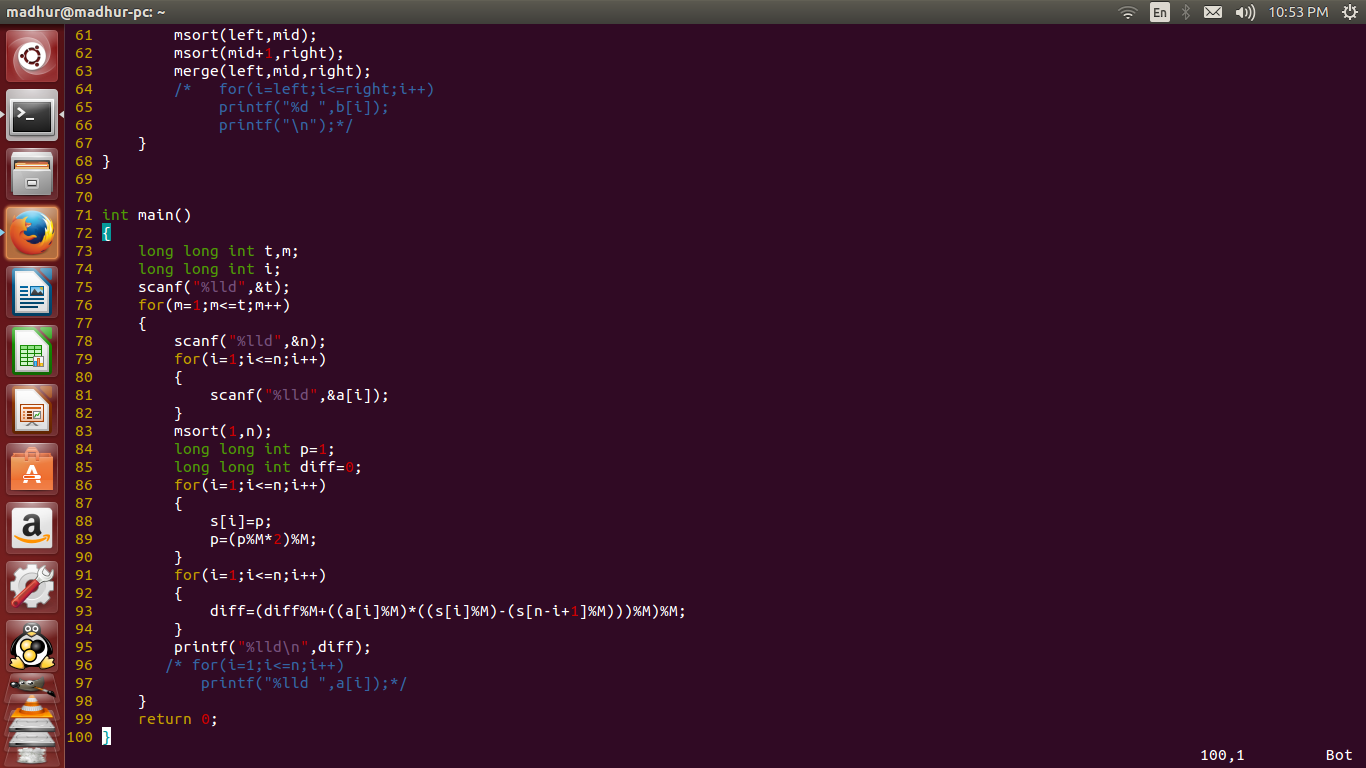 madhur@madhur-pc: ~ En 10:53 PM
61         msort(left,mid);
62         msort(mid+1,right);
63         merge(left,mid,right);
64         /*   for(i=left;i<=right;i++)
65              printf("%d ",b[i]);
66              printf("\n");*/
67     }
68 }
69
70
71 int main()
72 {
73     long long int t,m;
74     long long int i;
75     scanf("%lld",&t);
76     for(m=1;m<=t;m++)
77     {
78         scanf("%lld",&n);
79         for(i=1;i<=n;i++)
80         {
81             scanf("%lld",&a[i]);
82         }
83         msort(1,n);
84         long long int p=1;
85         long long int diff=0;
86         for(i=1;i<=n;i++)
87         {
88             s[i]=p;
89             p=(p%M*2)%M;
90         }
91         for(i=1;i<=n;i++)
92         {
93             diff=(diff%M+((a[i]%M)*((s[i]%M)-(s[n-i+1]%M)))%M)%M;
94         }
95         printf("%lld\n",diff);
96        /* for(i=1;i<=n;i++)
97            printf("%lld ",a[i]);*/
98     }
99     return 0;
100 }
100,1 Bot